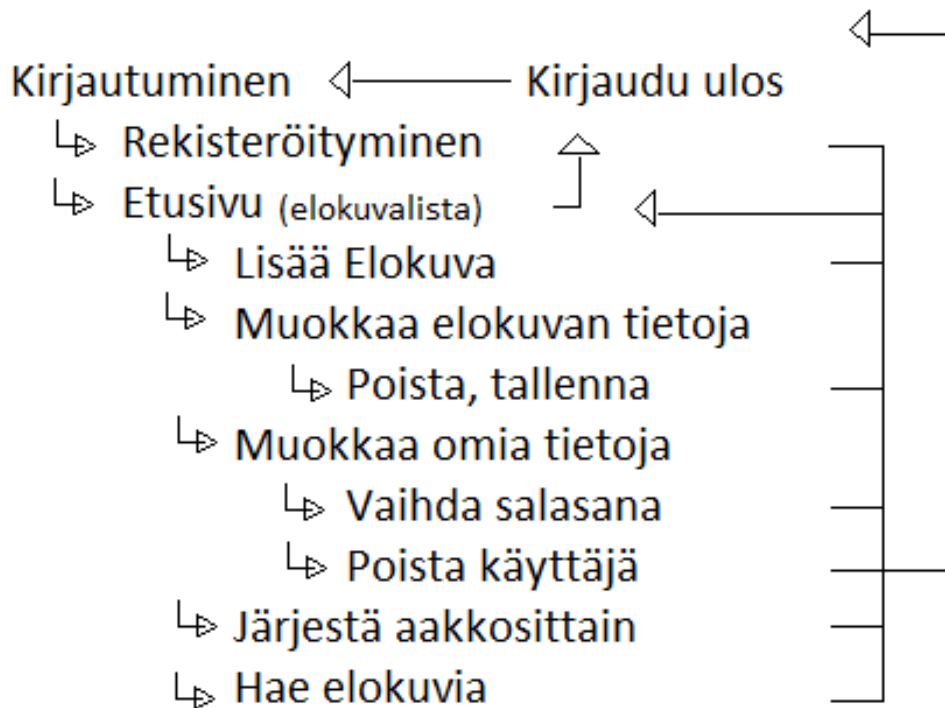 Kirjautuminen Kirjaudu ulos
Rekisteröityminen
Etusivu (elokuvalista)
Lisää Elokuva
Muokkaa elokuvan tietoja
Poista, tallenna
Muokkaa omia tietoja
Vaihda salasana
Poista käyttäjä
Järjestä aakkosittain
Hae elokuvia